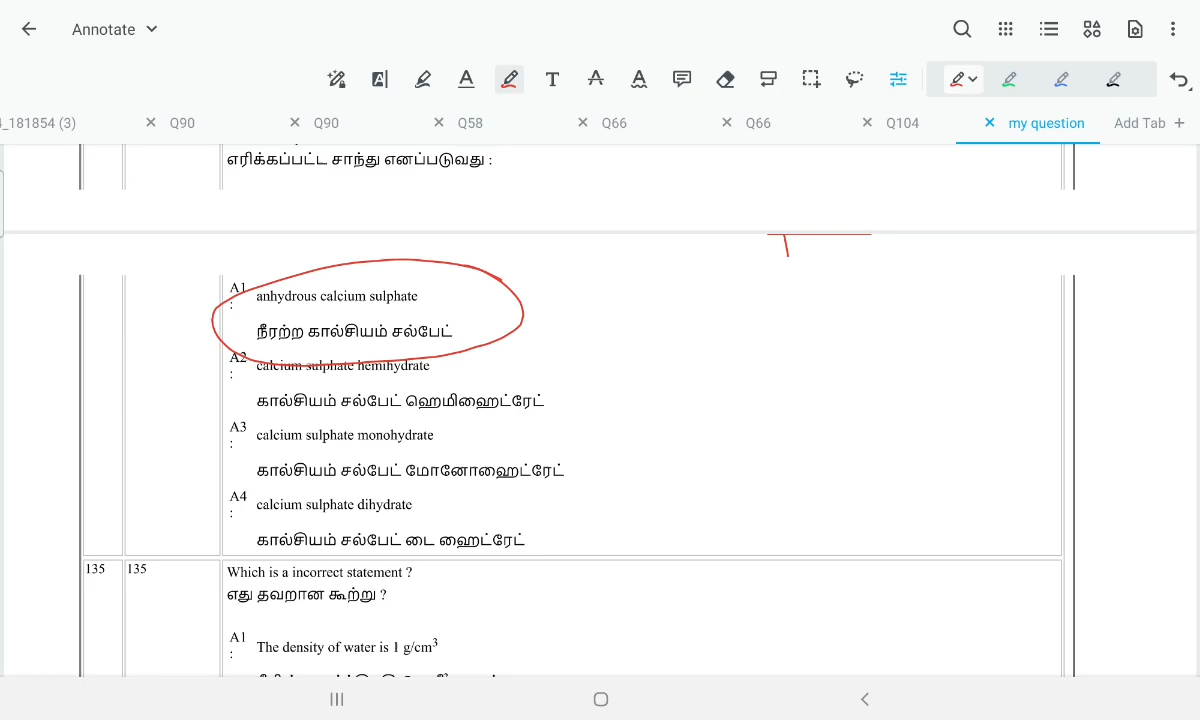 Annotate
4_181854 (3)
Q90
Q90
Q58
Q66
Q66
Q104
my question
Add Tab +
எரிக்கப்பட்ட சாந்து எனப்படுவது :
A1 : anhydrous calcium sulphate
நீரற்ற கால்சியம் சல்பேட்
A2 : calcium sulphate hemihydrate
கால்சியம் சல்பேட் ஹெமிஹைட்ரேட்
A3 : calcium sulphate monohydrate
கால்சியம் சல்பேட் மோனோஹைட்ரேட்
A4 : calcium sulphate dihydrate
கால்சியம் சல்பேட் டை ஹைட்ரேட்
135 135 Which is a incorrect statement ?
எது தவறான கூற்று ?
A1 : The density of water is 1 g/cm³